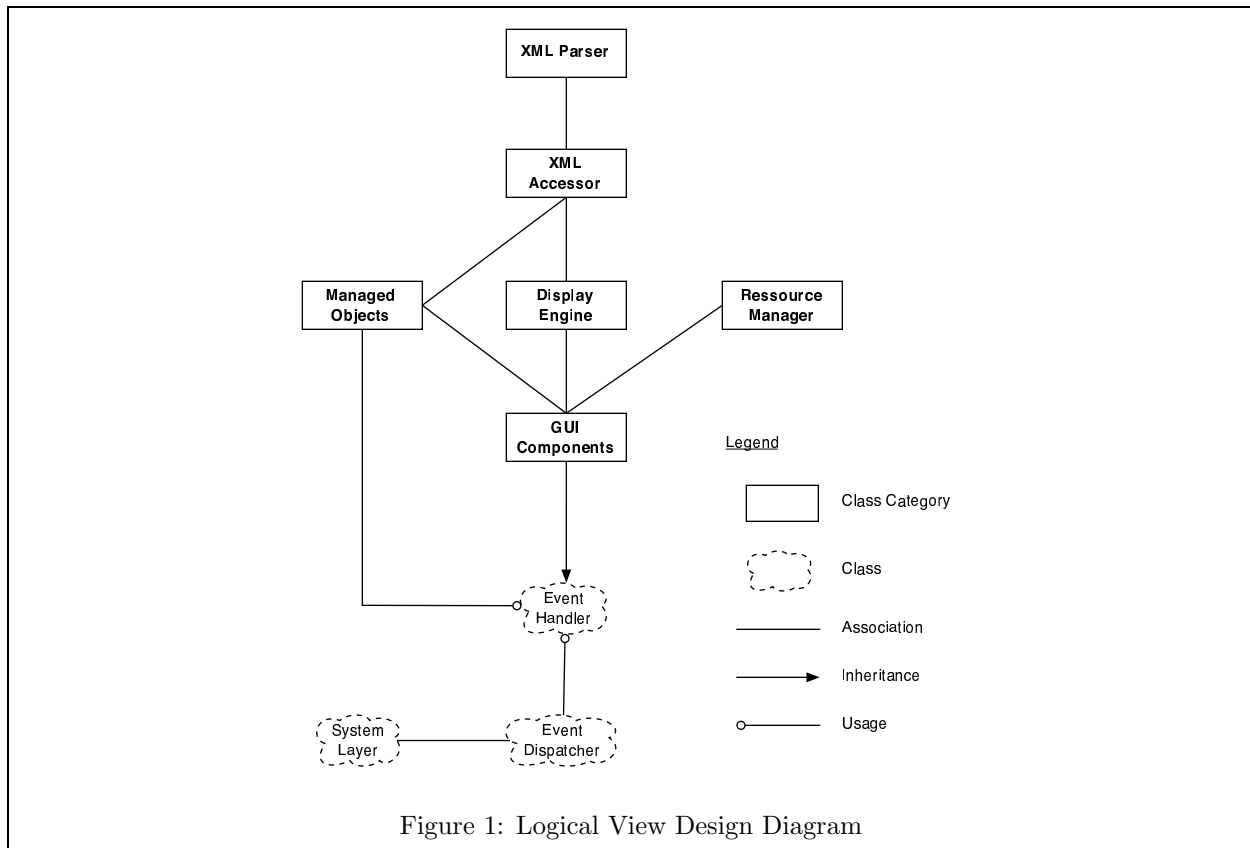 XML Parser
XML
Accessor
Managed
Objects
Display
Engine
Ressource
Manager
GUI
Components
Legend
Class Category
Class
Event
Handler
Association
Inheritance
Usage
System
Layer
Event
Dispatcher
Figure 1: Logical View Design Diagram